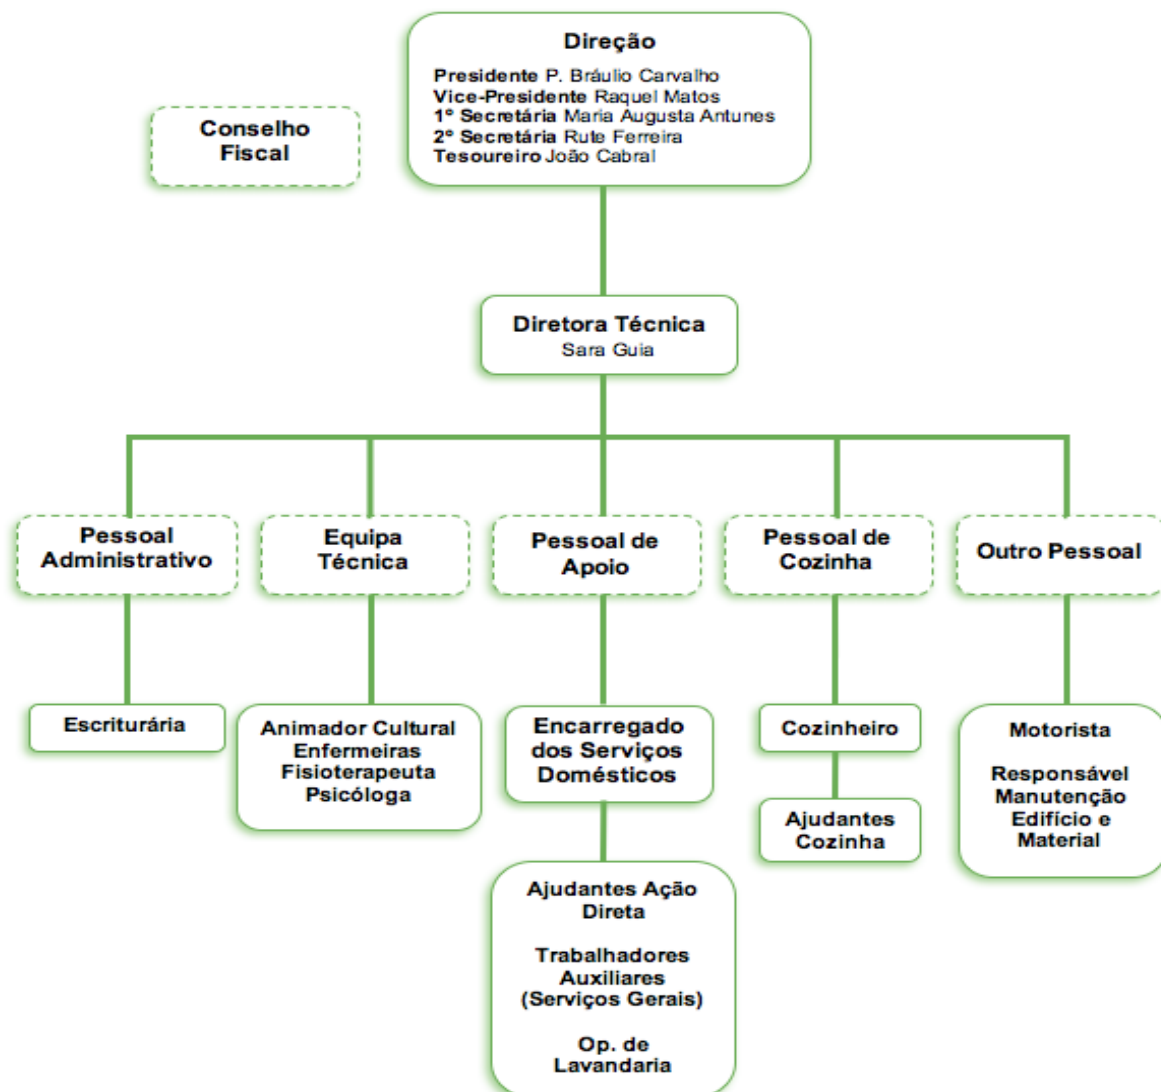 Direção
Presidente P. Bráulio Carvalho
Vice-Presidente Raquel Matos
1º Secretária Maria Augusta Antunes
2º Secretária Rute Ferreira
Tesoureiro João Cabral
Conselho
Fiscal
Diretora Técnica
Sara Guia
Pessoal
Administrativo
Equipa
Técnica
Pessoal de
Apoio
Pessoal de
Cozinha
Outro Pessoal
Escriturária
Animador Cultural
Enfermeiras
Fisioterapeuta
Psicóloga
Encarregado
dos Serviços
Domésticos
Cozinheiro
Ajudantes
Cozinha
Motorista
Responsável
Manutenção
Edifício e
Material
Ajudantes Ação
Direta
Trabalhadores
Auxiliares
(Serviços Gerais)
Op. de
Lavandaria